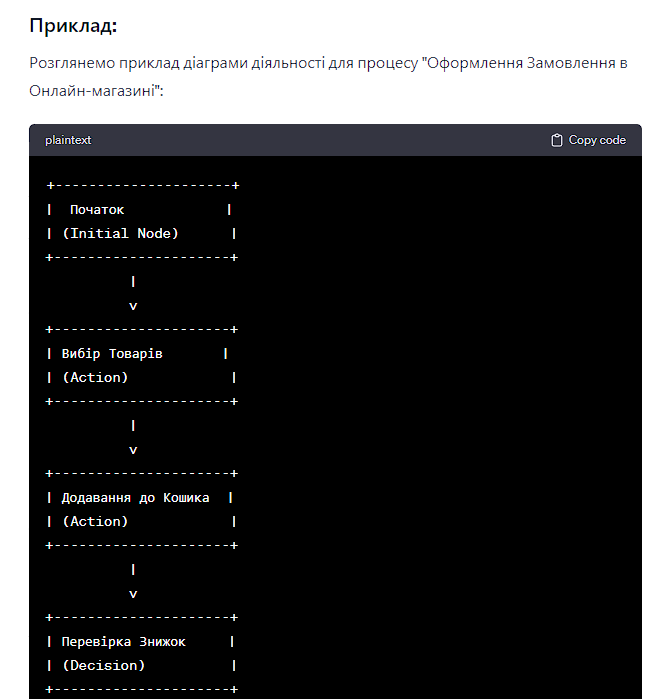 Приклад:
Розглянемо приклад діаграми діяльності для процесу "Оформлення Замовлення в
Онлайн-магазині":
plaintext Copy code
+---------------------+
|  Початок            |
| (Initial Node)      |
+---------------------+
          |
          v
+---------------------+
| Вибір Товарів       |
| (Action)            |
+---------------------+
          |
          v
+---------------------+
| Додавання до Кошика  |
| (Action)            |
+---------------------+
          |
          v
+---------------------+
| Перевірка Знижок     |
| (Decision)          |
+---------------------+